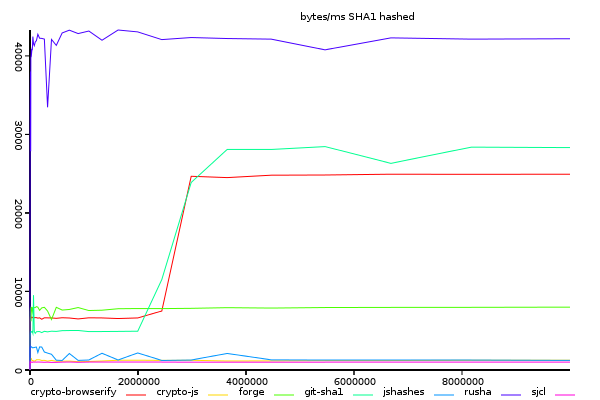 bytes/ms SHA1 hashed
40000
30000
20000
10000
0
0 2000000 4000000 6000000 8000000
crypto-browserify crypto-js forge git-sha1 jshashes rusha sjcl